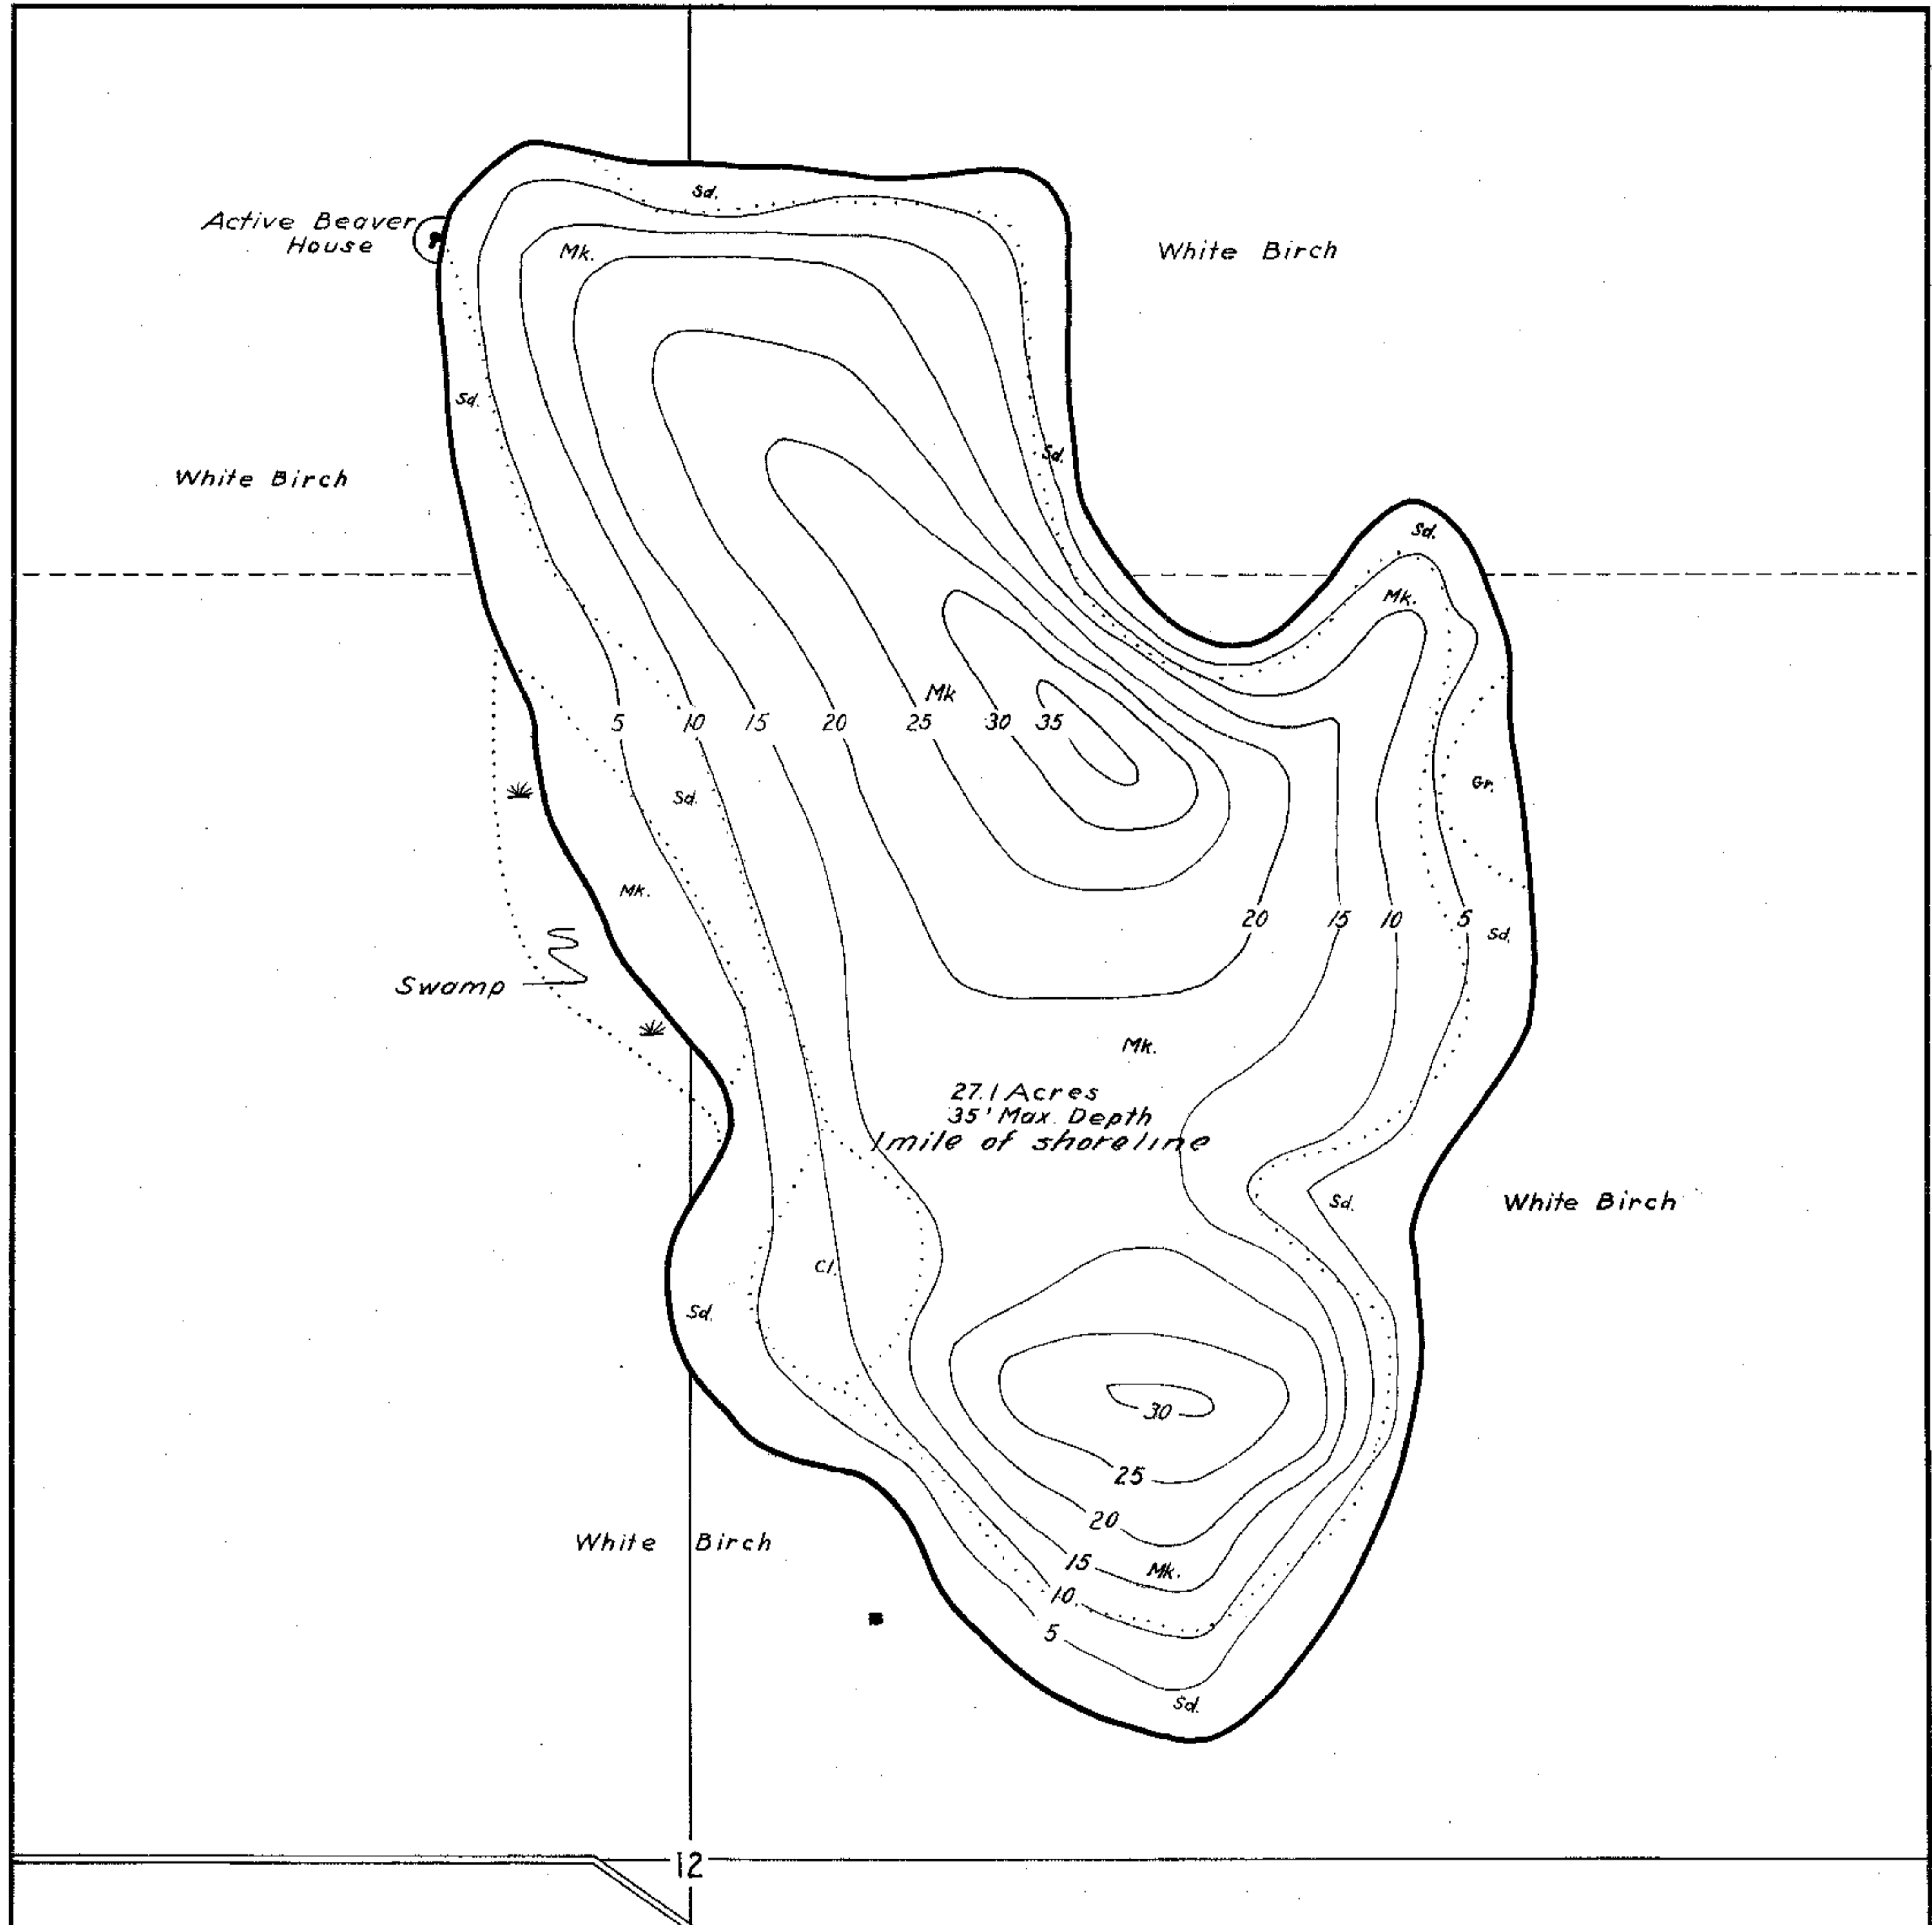 Sd.
Active Beaver
House
Mk.
White Birch
Sd.
Sd.
White Birch
Sd.
Mk.
Mk
5 10 15 20 25 30 35
Gr.
Sd.
Mk.
20 15 10 5
Sd.
Swamp
Mk.
27.1 Acres
35' Max. Depth
1 mile of shoreline
Sd.
White Birch
Cl.
Sd.
30
25
20
White Birch
15
Mk.
10
5
Sd.
12